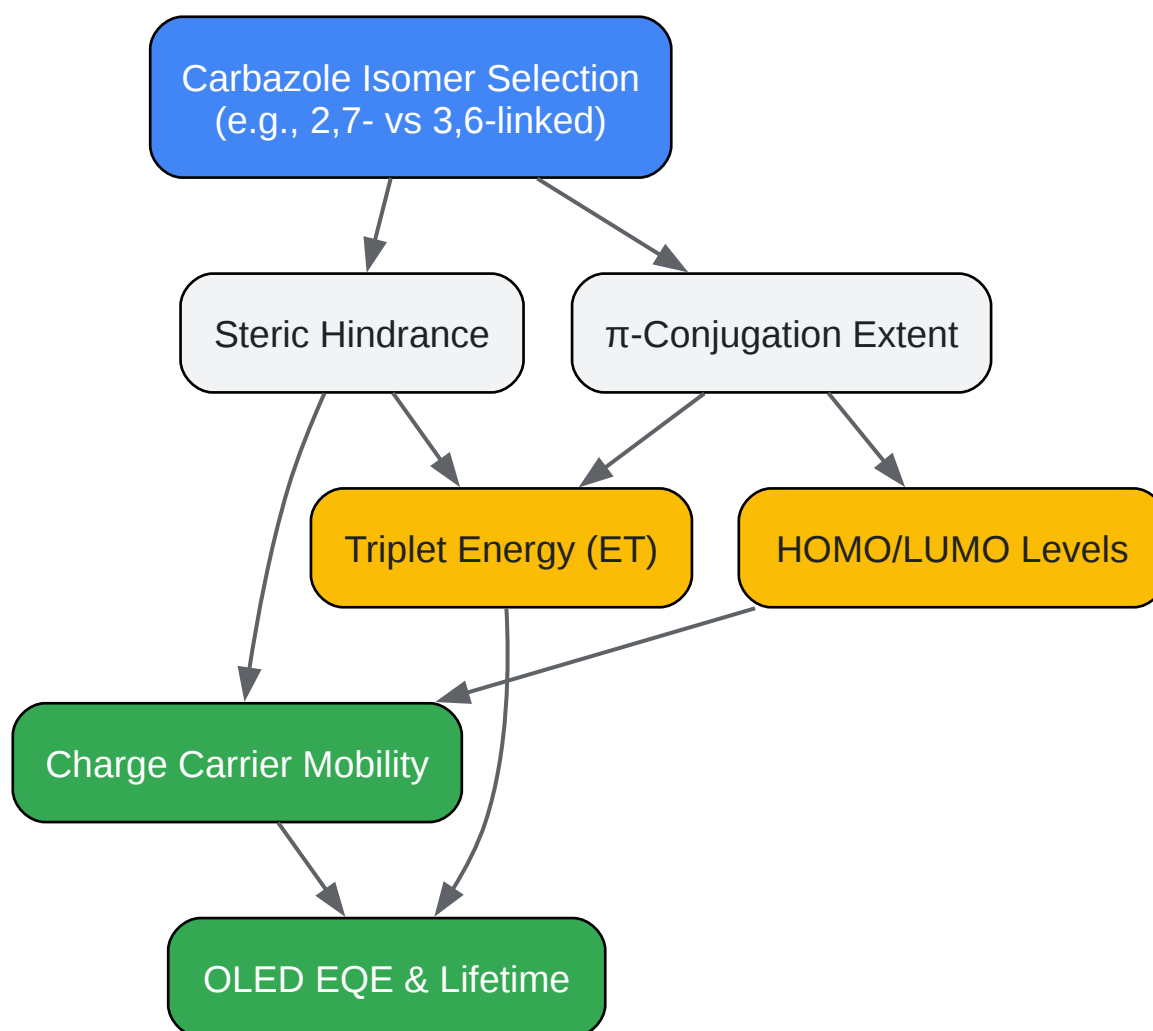 Carbazole Isomer Selection
(e.g., 2,7- vs 3,6-linked)
Steric Hindrance
π-Conjugation Extent
Triplet Energy (ET)
HOMO/LUMO Levels
Charge Carrier Mobility
OLED EQE & Lifetime